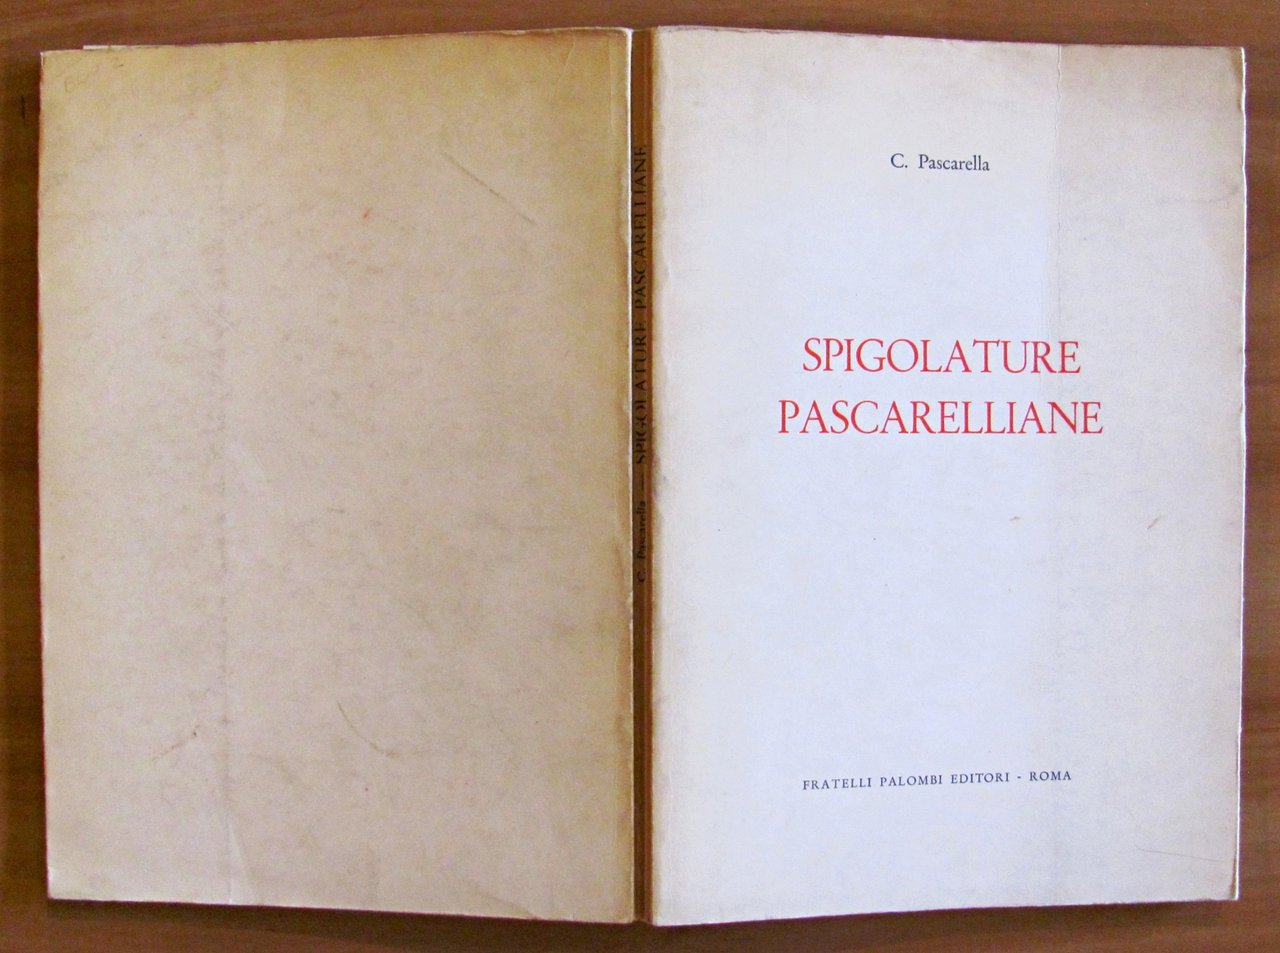 C. Pascarella — SPIGOLATURE PASCARELLIANE
C. Pascarella
SPIGOLATURE
PASCARELLIANE
FRATELLI PALOMBI EDITORI - ROMA